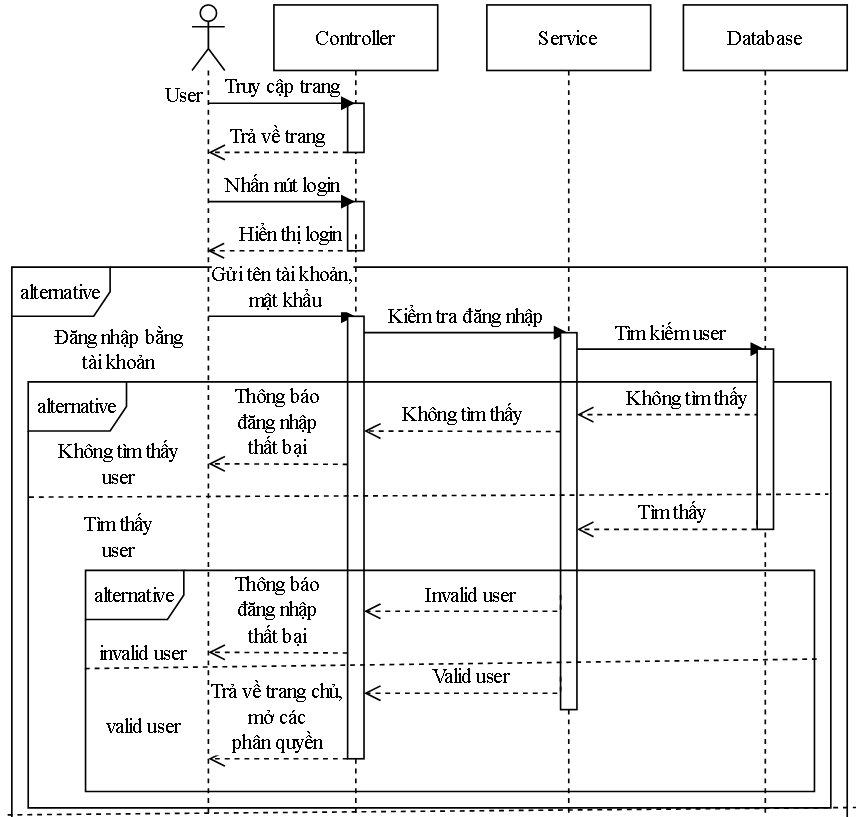 Controller
Service
Database
User
Truy cập trang
Trả về trang
Nhấn nút login
Hiển thị login
alternative
Gửi tên tài khoản,
mật khẩu
Đăng nhập bằng
tài khoản
Kiểm tra đăng nhập
Tìm kiếm user
alternative
Thông báo
đăng nhập
thất bại
Không tìm thấy
Không tìm thấy
Không tìm thấy
user
Tìm thấy
user
Tìm thấy
alternative
Thông báo
đăng nhập
thất bại
Invalid user
invalid user
Valid user
Trả về trang chủ,
mở các
phân quyền
valid user